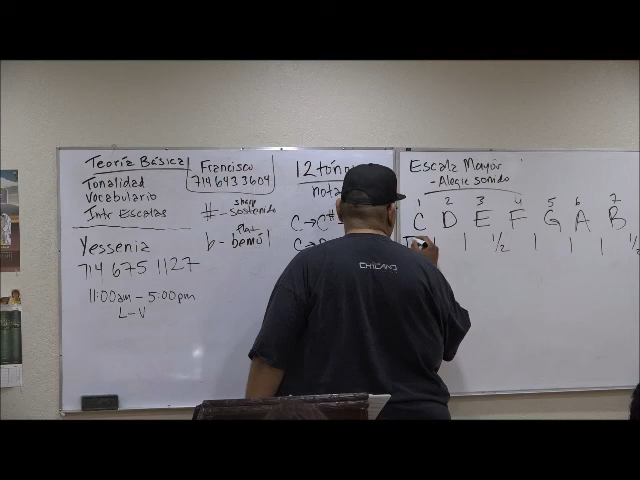 Teoría Básica
Tonalidad
Vocabulario
Intr Escalas
Yessenia
714 675 1127
11:00am - 5:00pm
L-V
Francisco
714 643 3604
sharp
# - sostenido
flat
b - bemol
12
nota
C → C#
C →
Escala Mayor
- Alegre sonido
1 2 3 4 5 6 7
C D E F G A B
1 1/2 1 1 1 1/2
CHICANO